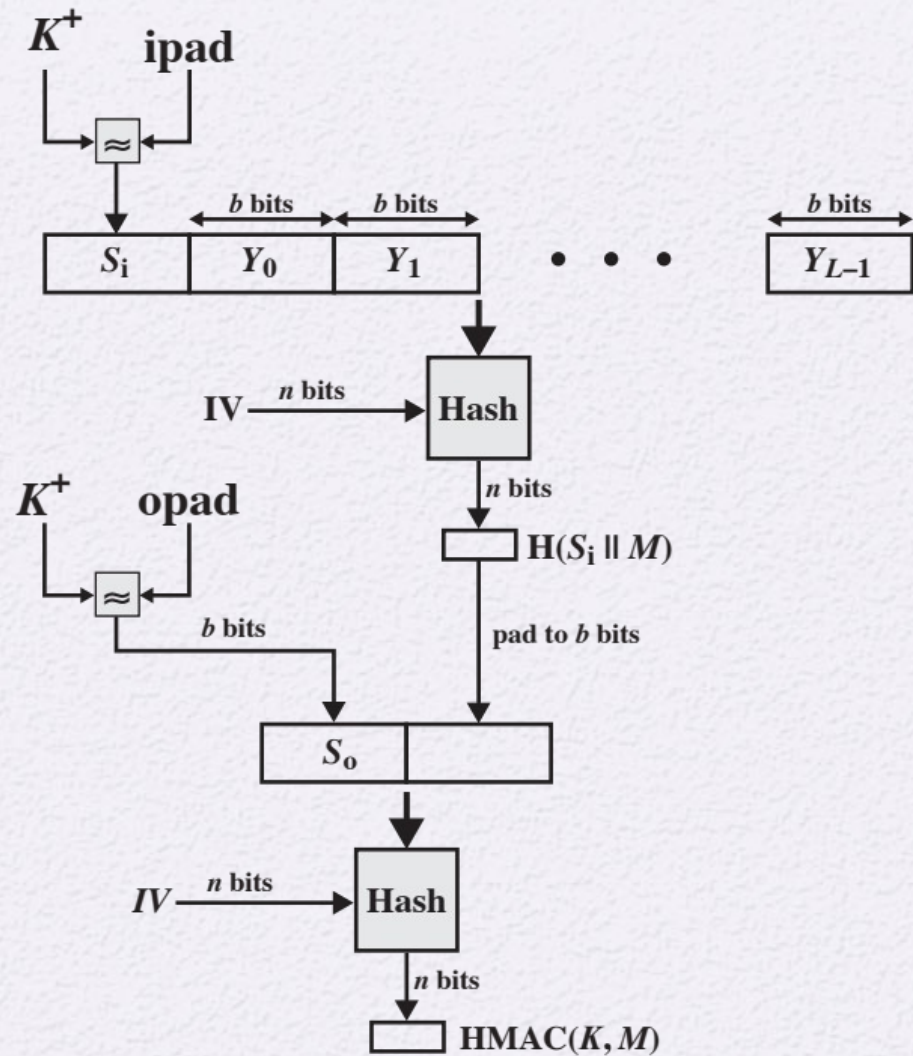 K⁺
ipad
≈
b bits b bits b bits
Sᵢ Y₀ Y₁ • • • Y_{L–1}
IV n bits Hash
n bits
H(Sᵢ || M)
K⁺
opad
≈
b bits
pad to b bits
Sₒ
IV n bits Hash
n bits
HMAC(K, M)